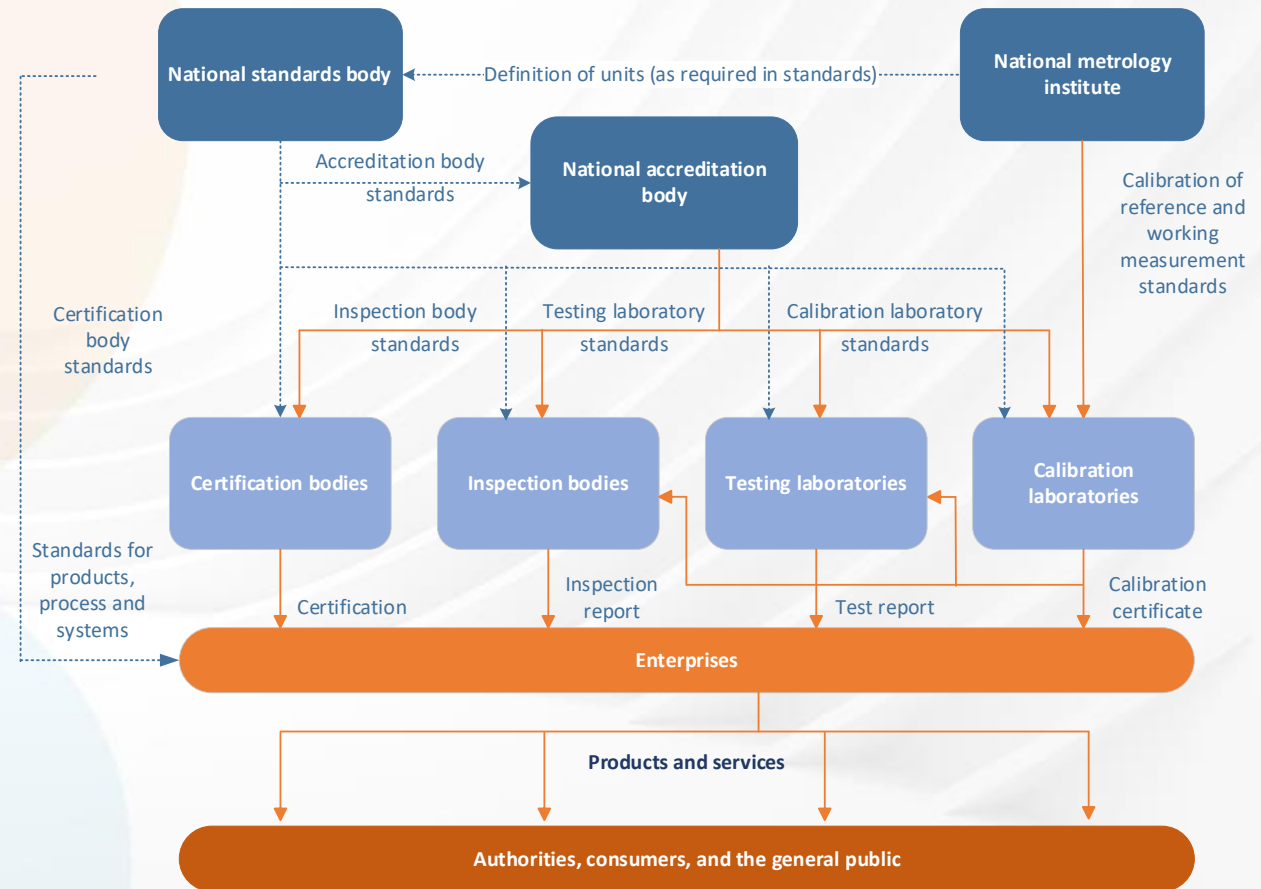 National standards body
Definition of units (as required in standards)
National metrology
institute
Accreditation body
standards
National accreditation
body
Calibration of
reference and
working
measurement
standards
Certification
body
standards
Inspection body
standards
Testing laboratory
standards
Calibration laboratory
standards
Certification bodies
Inspection bodies
Testing laboratories
Calibration
laboratories
Standards for
products,
process and
systems
Certification
Inspection
report
Test report
Calibration
certificate
Enterprises
Products and services
Authorities, consumers, and the general public